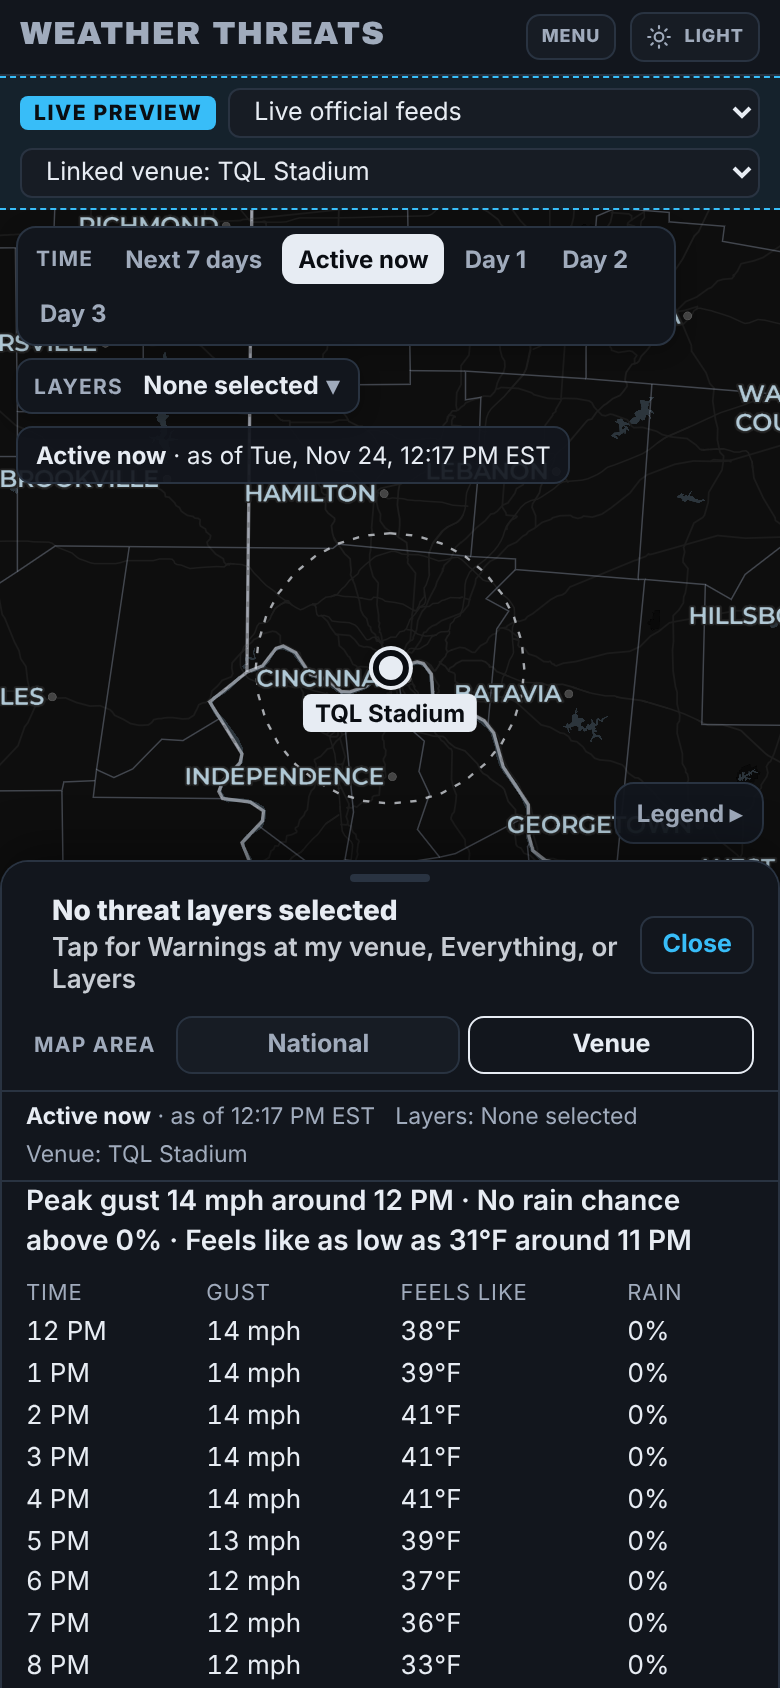 WEATHER THREATS
MENU
LIGHT
LIVE PREVIEW
Live official feeds
Linked venue: TQL Stadium
RICHMOND
TIME Next 7 days Active now Day 1 Day 2
Day 3
LAYERS None selected ▾
WA
COU
Active now · as of Tue, Nov 24, 12:17 PM EST
LEBANON
BROOKVILLE
HAMILTON
HILLSBO
CINCINNA
LES
BATAVIA
TQL Stadium
INDEPENDENCE
Legend ▸
GEORGETOWN
No threat layers selected
Tap for Warnings at my venue, Everything, or
Layers
Close
MAP AREA National Venue
Active now · as of 12:17 PM EST Layers: None selected
Venue: TQL Stadium
Peak gust 14 mph around 12 PM · No rain chance
above 0% · Feels like as low as 31°F around 11 PM
TIME GUST FEELS LIKE RAIN
12 PM 14 mph 38°F 0%
1 PM 14 mph 39°F 0%
2 PM 14 mph 41°F 0%
3 PM 14 mph 41°F 0%
4 PM 14 mph 41°F 0%
5 PM 13 mph 39°F 0%
6 PM 12 mph 37°F 0%
7 PM 12 mph 36°F 0%
8 PM 12 mph 33°F 0%